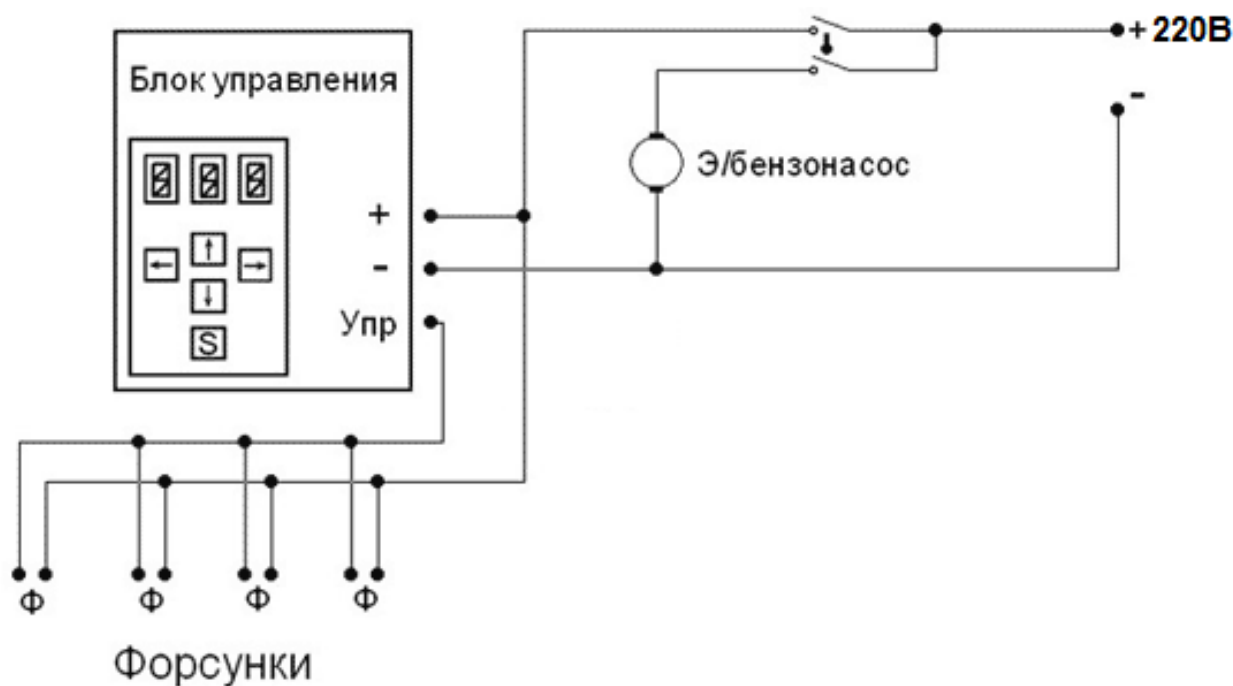 + 220В
Блок управления
-
Э/бензонасос
+
-
Упр
S
Ф Ф Ф Ф
Форсунки